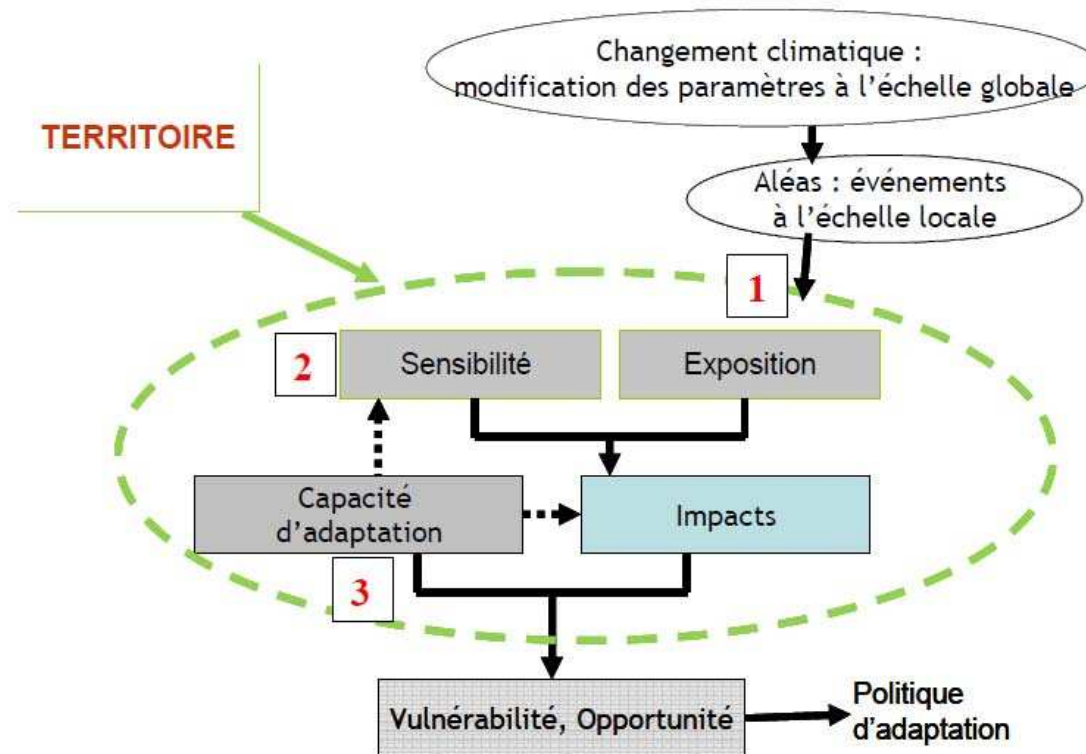 Changement climatique :
modification des paramètres à l'échelle globale
TERRITOIRE
Aléas : événements
à l'échelle locale
1
2
Sensibilité
Exposition
Capacité
d'adaptation
Impacts
3
Vulnérabilité, Opportunité
Politique
d'adaptation